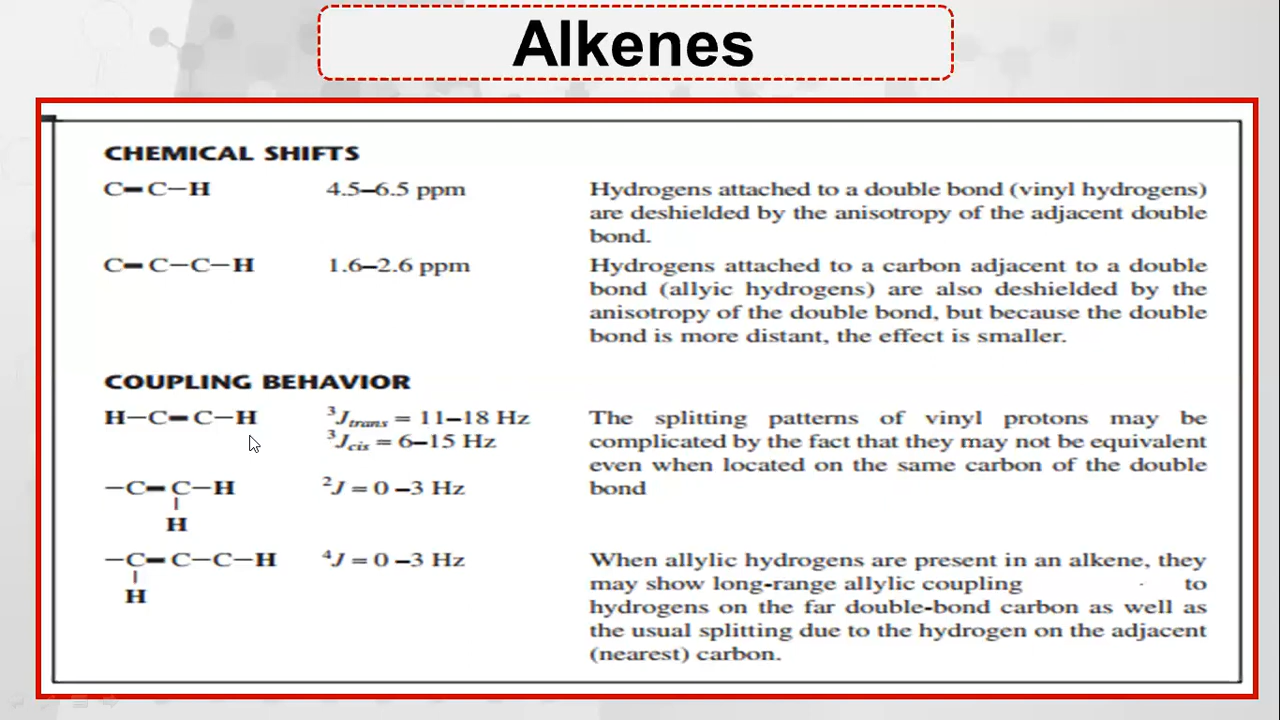 Alkenes
CHEMICAL SHIFTS
C=C-H 4.5–6.5 ppm Hydrogens attached to a double bond (vinyl hydrogens)
are deshielded by the anisotropy of the adjacent double
bond.
C=C-C-H 1.6–2.6 ppm Hydrogens attached to a carbon adjacent to a double
bond (allyic hydrogens) are also deshielded by the
anisotropy of the double bond, but because the double
bond is more distant, the effect is smaller.
COUPLING BEHAVIOR
H-C=C-H ³Jtrans = 11–18 Hz The splitting patterns of vinyl protons may be
³Jcis = 6–15 Hz complicated by the fact that they may not be equivalent
even when located on the same carbon of the double
-C=C-H ²J = 0–3 Hz bond
H
-C=C-C-H ⁴J = 0–3 Hz When allylic hydrogens are present in an alkene, they
may show long-range allylic coupling to
H hydrogens on the far double-bond carbon as well as
the usual splitting due to the hydrogen on the adjacent
(nearest) carbon.